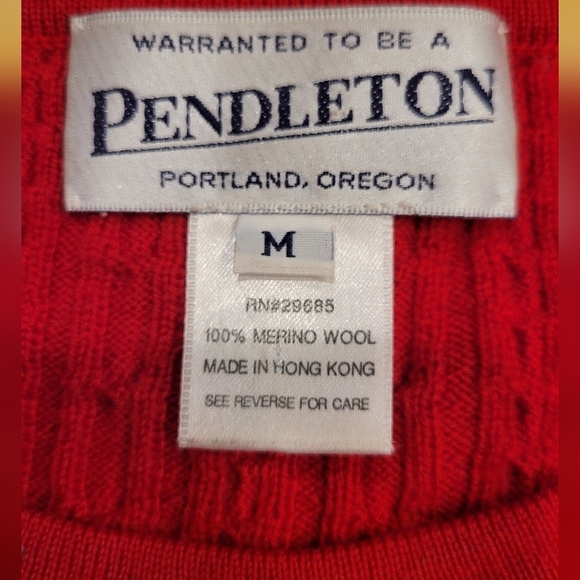 WARRANTED TO BE A
PENDLETON
PORTLAND, OREGON
M
RN#29685
100% MERINO WOOL
MADE IN HONG KONG
SEE REVERSE FOR CARE